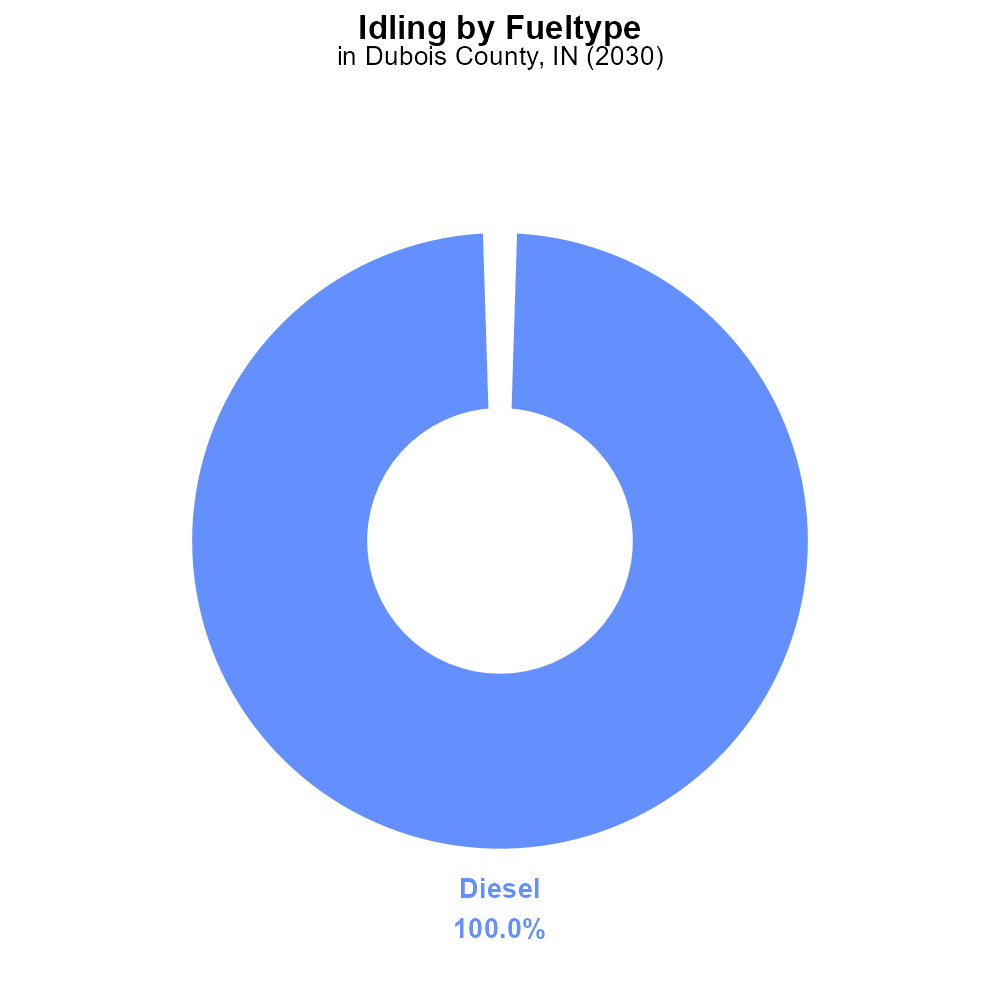 Idling by Fueltype
in Dubois County, IN (2030)
Diesel
100.0%